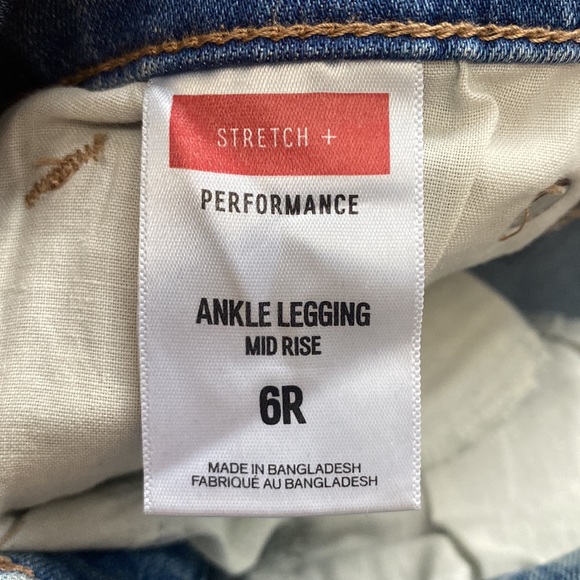 STRETCH +
PERFORMANCE
ANKLE LEGGING
MID RISE
6R
MADE IN BANGLADESH
FABRIQUÉ AU BANGLADESH